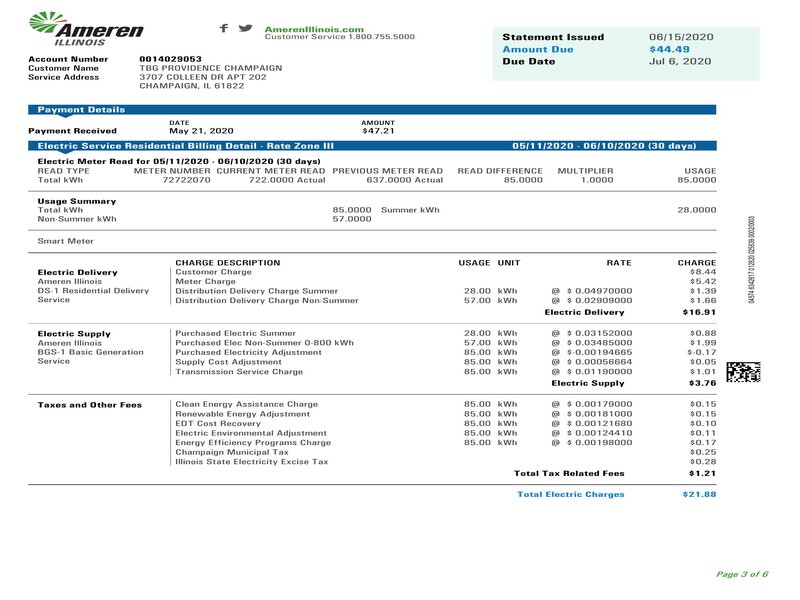 Ameren
ILLINOIS
AmerenIllinois.com
Customer Service 1.800.755.5000
Statement Issued 06/15/2020
Amount Due $44.49
Due Date Jul 6, 2020
Account Number 0014029053
Customer Name TBG PROVIDENCE CHAMPAIGN
Service Address 3707 COLLEEN DR APT 202
CHAMPAIGN, IL 61822
Payment Details
DATE AMOUNT
Payment Received May 21, 2020 $47.21
Electric Service Residential Billing Detail - Rate Zone III 05/11/2020 - 06/10/2020 (30 days)
Electric Meter Read for 05/11/2020 - 06/10/2020 (30 days)
READ TYPE METER NUMBER CURRENT METER READ PREVIOUS METER READ READ DIFFERENCE MULTIPLIER USAGE
Total kWh 72722070 722.0000 Actual 637.0000 Actual 85.0000 1.0000 85.0000
Usage Summary
Total kWh 85.0000 Summer kWh 28.0000
Non-Summer kWh 57.0000
Smart Meter
CHARGE DESCRIPTION USAGE UNIT RATE CHARGE
Electric Delivery Customer Charge $8.44
Ameren Illinois Meter Charge $5.42
DS-1 Residential Delivery Distribution Delivery Charge Summer 28.00 kWh @ $ 0.04970000 $1.39
Service Distribution Delivery Charge Non-Summer 57.00 kWh @ $ 0.02909000 $1.66
Electric Delivery $16.91
Electric Supply Purchased Electric Summer 28.00 kWh @ $ 0.03152000 $0.88
Ameren Illinois Purchased Elec Non-Summer 0-800 kWh 57.00 kWh @ $ 0.03485000 $1.99
BGS-1 Basic Generation Purchased Electricity Adjustment 85.00 kWh @ $-0.00194665 $-0.17
Service Supply Cost Adjustment 85.00 kWh @ $ 0.00056664 $0.05
Transmission Service Charge 85.00 kWh @ $ 0.01190000 $1.01
Electric Supply $3.76
Taxes and Other Fees Clean Energy Assistance Charge 85.00 kWh @ $ 0.00179000 $0.15
Renewable Energy Adjustment 85.00 kWh @ $ 0.00181000 $0.15
EDT Cost Recovery 85.00 kWh @ $ 0.00121680 $0.10
Electric Environmental Adjustment 85.00 kWh @ $ 0.00124410 $0.11
Energy Efficiency Programs Charge 85.00 kWh @ $ 0.00198000 $0.17
Champaign Municipal Tax $0.25
Illinois State Electricity Excise Tax $0.28
Total Tax Related Fees $1.21
Total Electric Charges $21.88
Page 3 of 6